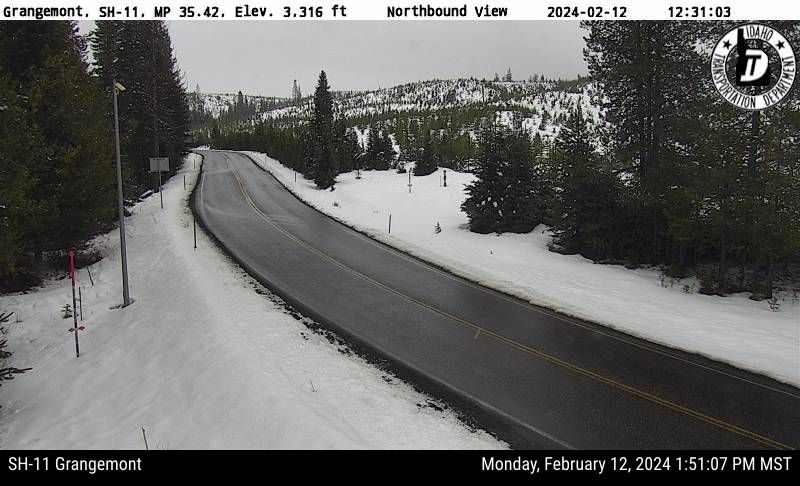 Grangemont, SH-11, MP 35.42, Elev. 3,316 ft Northbound View 2024-02-12 12:31:03
IDAHO
TRANSPORTATION DEPARTMENT
SH-11 Grangemont Monday, February 12, 2024 1:51:07 PM MST